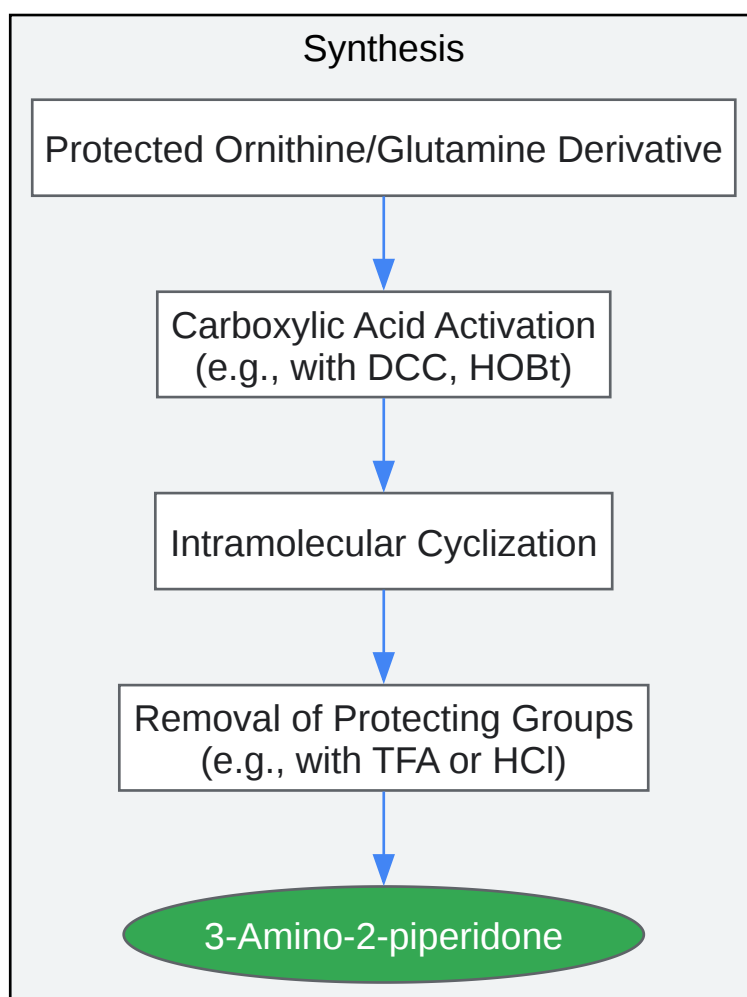 Synthesis
Protected Ornithine/Glutamine Derivative
Carboxylic Acid Activation
(e.g., with DCC, HOBt)
Intramolecular Cyclization
Removal of Protecting Groups
(e.g., with TFA or HCl)
3-Amino-2-piperidone